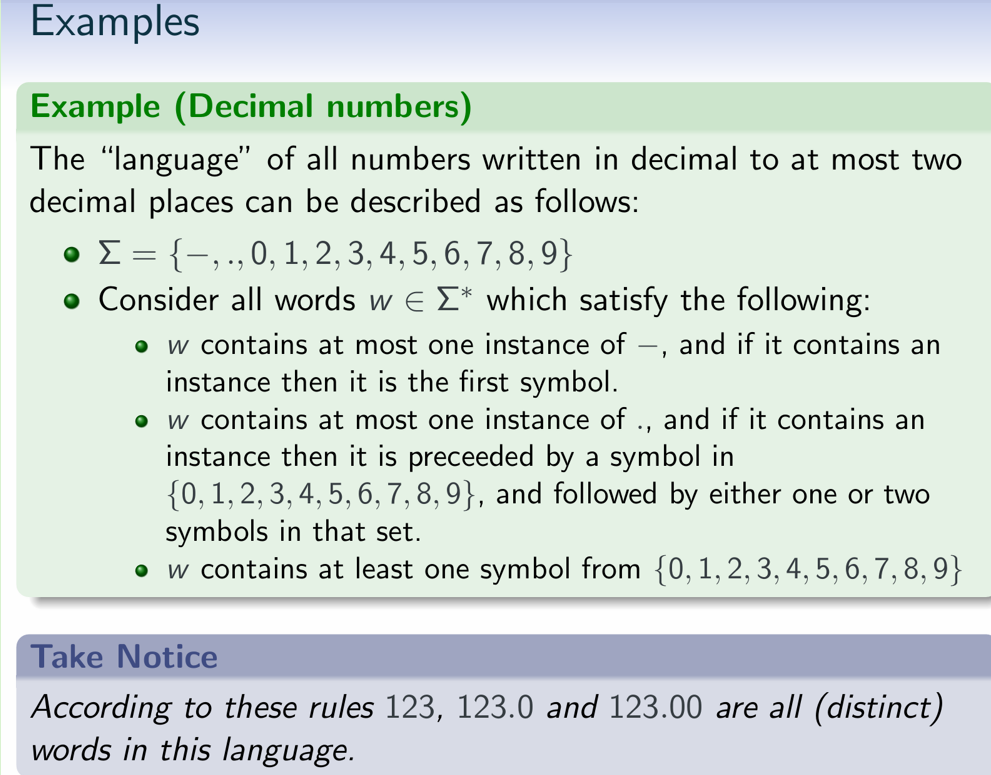 Examples
Example (Decimal numbers)
The “language” of all numbers written in decimal to at most two
decimal places can be described as follows:
Σ = {−, ., 0, 1, 2, 3, 4, 5, 6, 7, 8, 9}
Consider all words w ∈ Σ* which satisfy the following:
w contains at most one instance of −, and if it contains an
instance then it is the first symbol.
w contains at most one instance of ., and if it contains an
instance then it is preceeded by a symbol in
{0, 1, 2, 3, 4, 5, 6, 7, 8, 9}, and followed by either one or two
symbols in that set.
w contains at least one symbol from {0, 1, 2, 3, 4, 5, 6, 7, 8, 9}
Take Notice
According to these rules 123, 123.0 and 123.00 are all (distinct)
words in this language.